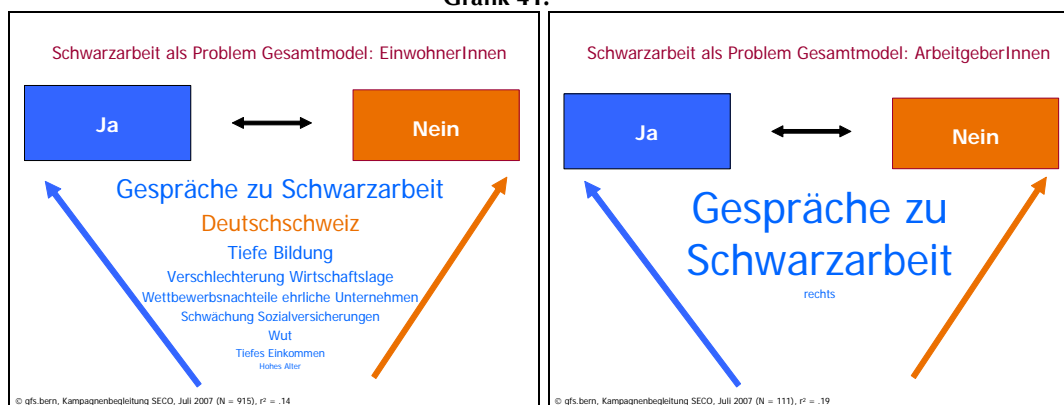 Grafik 41:
Schwarzarbeit als Problem Gesamtmodel: EinwohnerInnen
Ja
Nein
Gespräche zu Schwarzarbeit
Deutschschweiz
Tiefe Bildung
Verschlechterung Wirtschaftslage
Wettbewerbsnachteile ehrliche Unternehmen
Schwächung Sozialversicherungen
Wut
Tiefes Einkommen
Hohes Alter
© gfs.bern, Kampagnenbegleitung SECO, Juli 2007 (N = 915), r² = .14
Schwarzarbeit als Problem Gesamtmodel: ArbeitgeberInnen
Ja
Nein
Gespräche zu
Schwarzarbeit
rechts
© gfs.bern, Kampagnenbegleitung SECO, Juli 2007 (N = 111), r² = .19